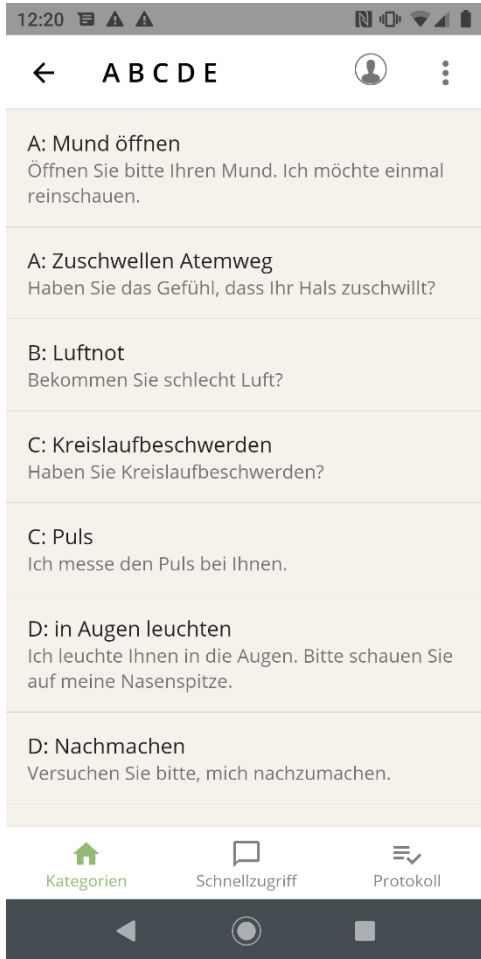 12:20
A B C D E
A: Mund öffnen
Öffnen Sie bitte Ihren Mund. Ich möchte einmal
reinschauen.
A: Zuschwellen Atemweg
Haben Sie das Gefühl, dass Ihr Hals zuschwillt?
B: Luftnot
Bekommen Sie schlecht Luft?
C: Kreislaufbeschwerden
Haben Sie Kreislaufbeschwerden?
C: Puls
Ich messe den Puls bei Ihnen.
D: in Augen leuchten
Ich leuchte Ihnen in die Augen. Bitte schauen Sie
auf meine Nasenspitze.
D: Nachmachen
Versuchen Sie bitte, mich nachzumachen.
Kategorien Schnellzugriff Protokoll